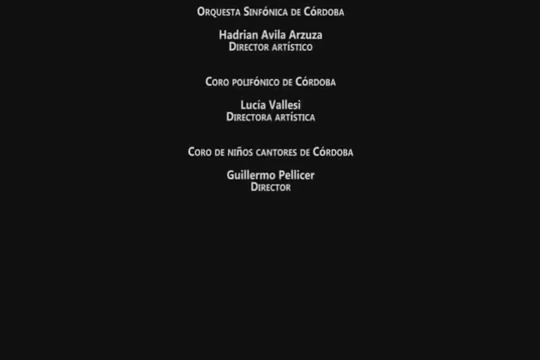 Orquesta Sinfónica de Córdoba
Hadrian Avila Arzuza
Director artístico
Coro polifónico de Córdoba
Lucía Vallesi
Directora artística
Coro de niños cantores de Córdoba
Guillermo Pellicer
Director